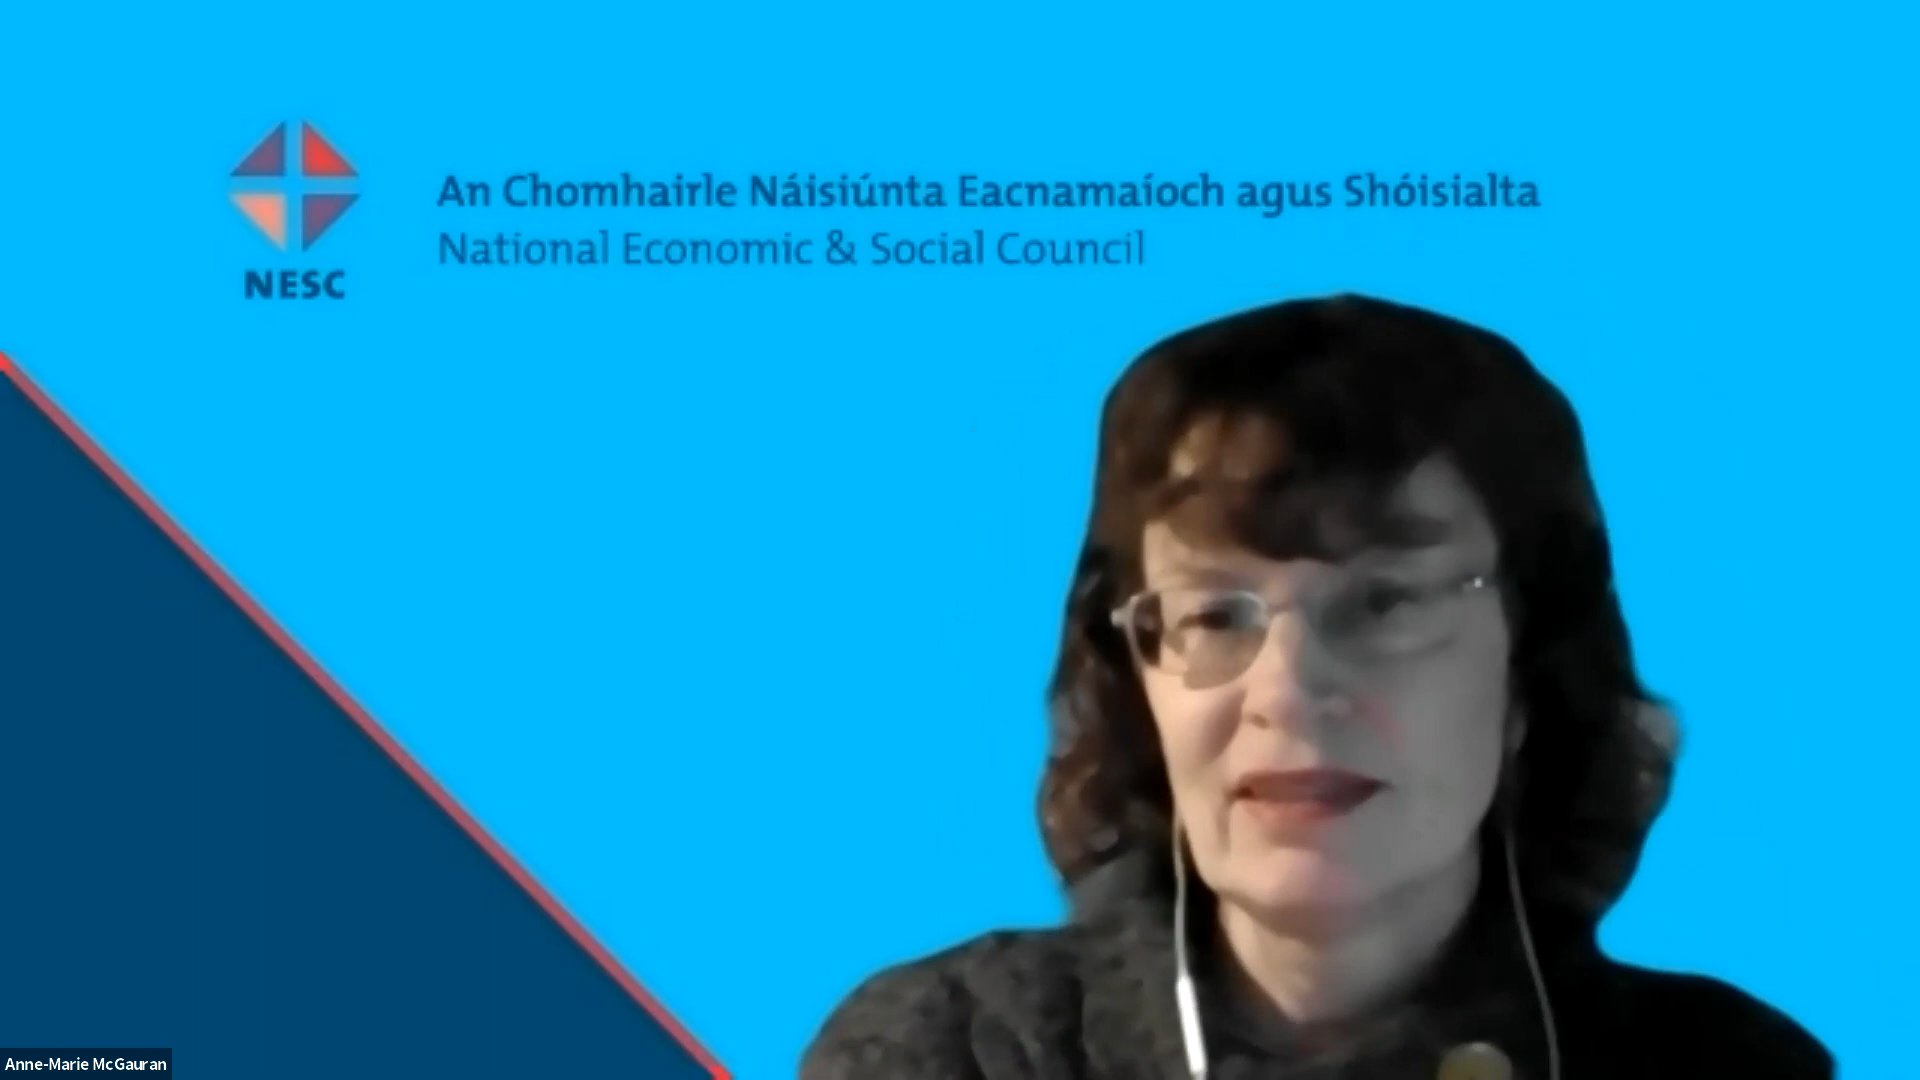 An Chomhairle Náisiúnta Eacnamaíoch agus Shóisialta
National Economic & Social Council
NESC
Anne-Marie McGauran